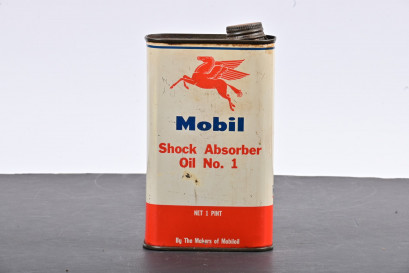 Mobil
Shock Absorber
Oil No. 1
NET 1 PINT
By The Makers of Mobiloil